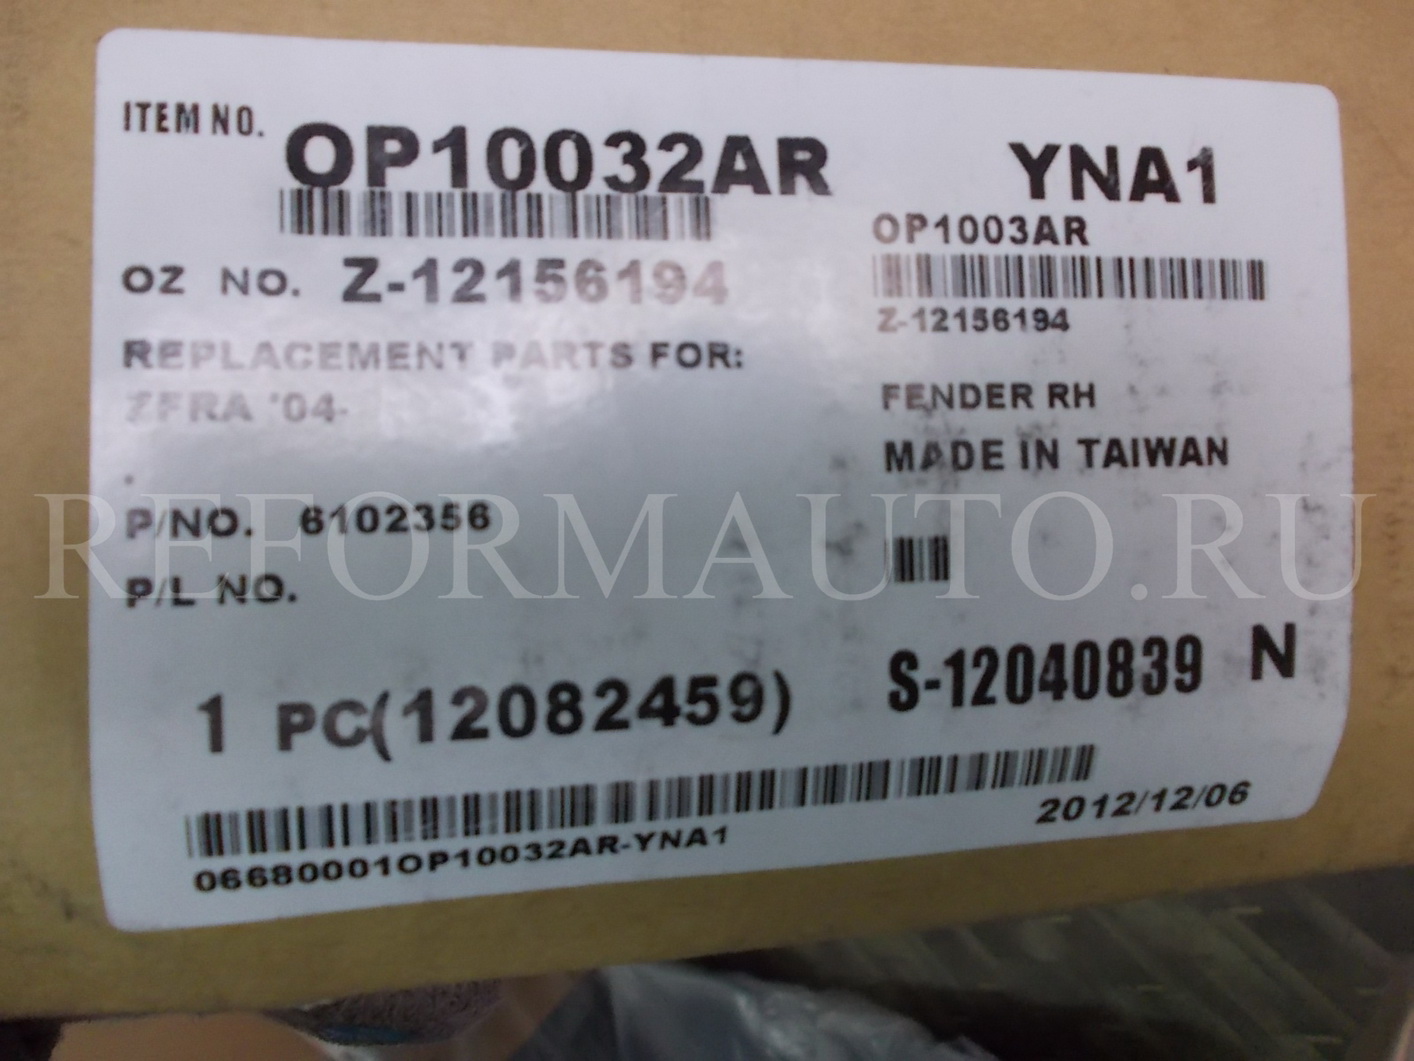 ITEM NO. OP10032AR YNA1
OP1003AR
OZ NO. Z-12156194
Z-12156194
REPLACEMENT PARTS FOR:
ZFRA '04-
FENDER RH
MADE IN TAIWAN
.
P/NO. 6102356
REFORMAUTO.RU
P/L NO.
1 PC(12082459) S-12040839 N
2012/12/06
06680001OP10032AR-YNA1